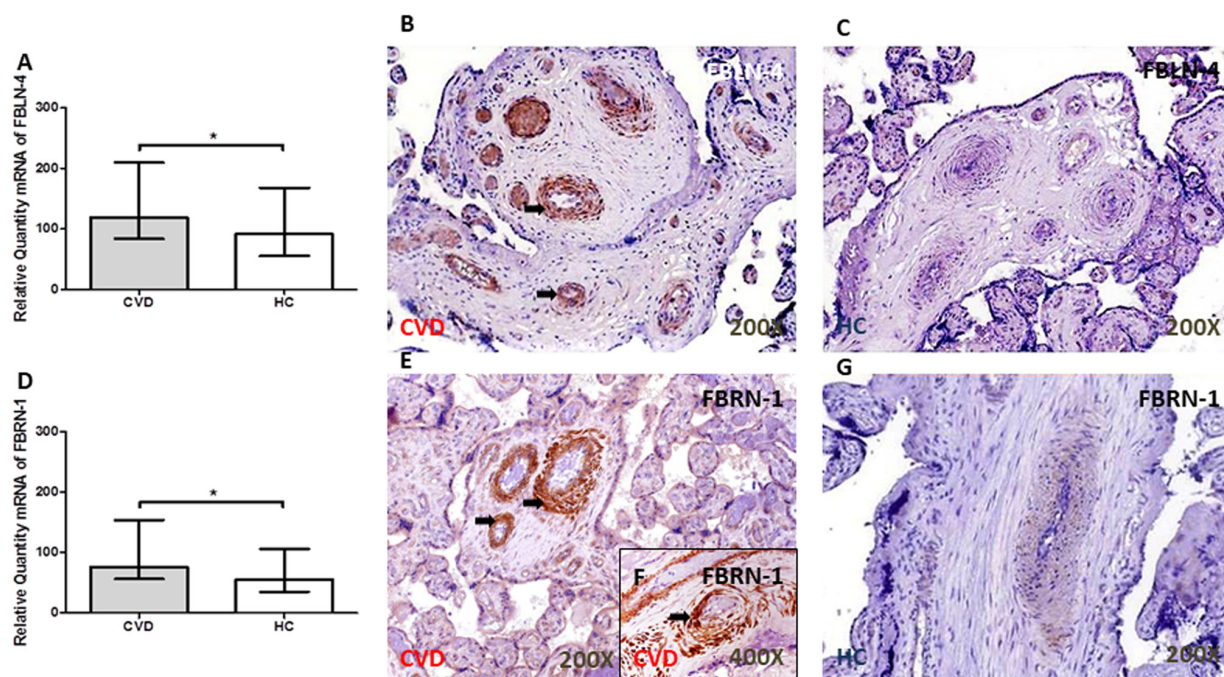 A
Relative Quantity mRNA of FBLN-4
300
200
100
0
*
CVD
HC
B
FBLN-4
CVD
200X
C
FBLN-4
HC
200X
D
Relative Quantity mRNA of FBRN-1
300
200
100
0
*
CVD
HC
E
FBRN-1
CVD
200X
F
FBRN-1
CVD
400X
G
FBRN-1
HC
200X